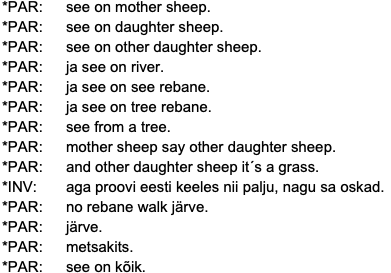 *PAR: see on mother sheep.
*PAR: see on daughter sheep.
*PAR: see on other daughter sheep.
*PAR: ja see on river.
*PAR: ja see on see rebane.
*PAR: ja see on tree rebane.
*PAR: see from a tree.
*PAR: mother sheep say other daughter sheep.
*PAR: and other daughter sheep it´s a grass.
*INV: aga proovi eesti keeles nii palju, nagu sa oskad.
*PAR: no rebane walk järve.
*PAR: järve.
*PAR: metsakits.
*PAR: see on kõik.